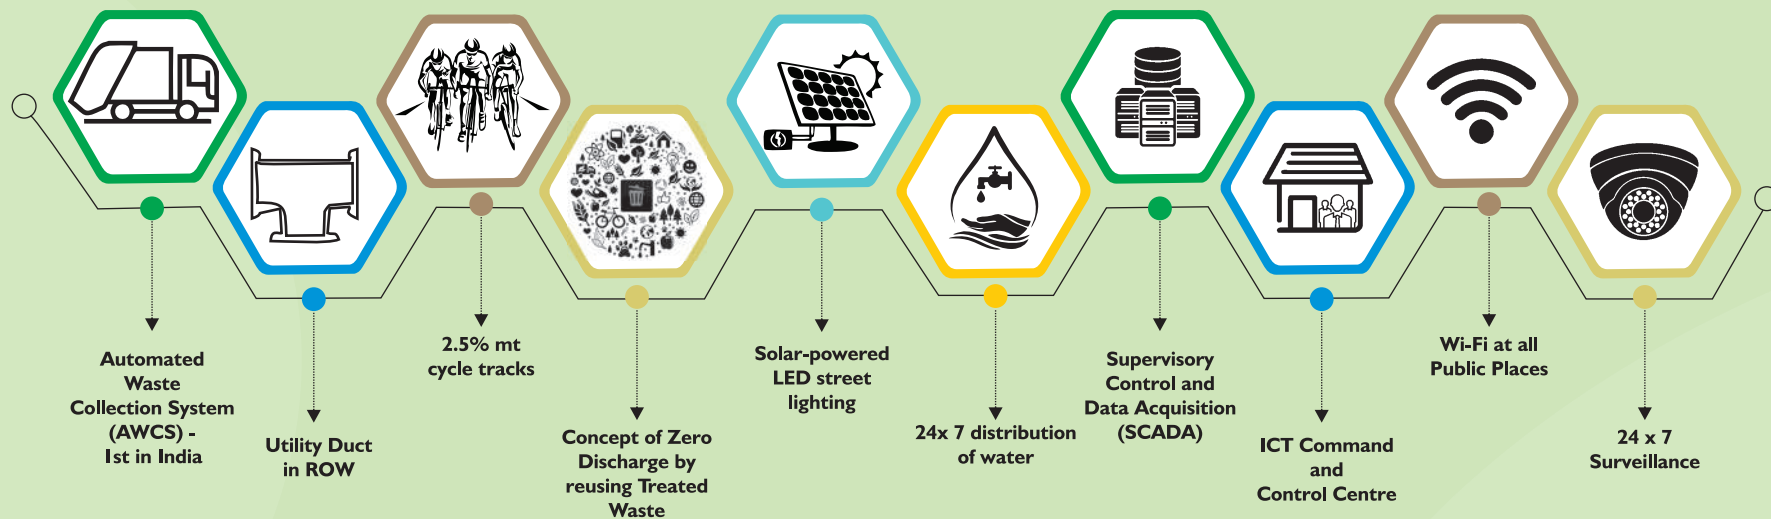 Automated
Waste
Collection System
(AWCS) -
1st in India
Utility Duct
in ROW
2.5% mt
cycle tracks
Concept of Zero
Discharge by
reusing Treated
Waste
Solar-powered
LED street
lighting
24x 7 distribution
of water
Supervisory
Control and
Data Acquisition
(SCADA)
ICT Command
and
Control Centre
Wi-Fi at all
Public Places
24 x 7
Surveillance